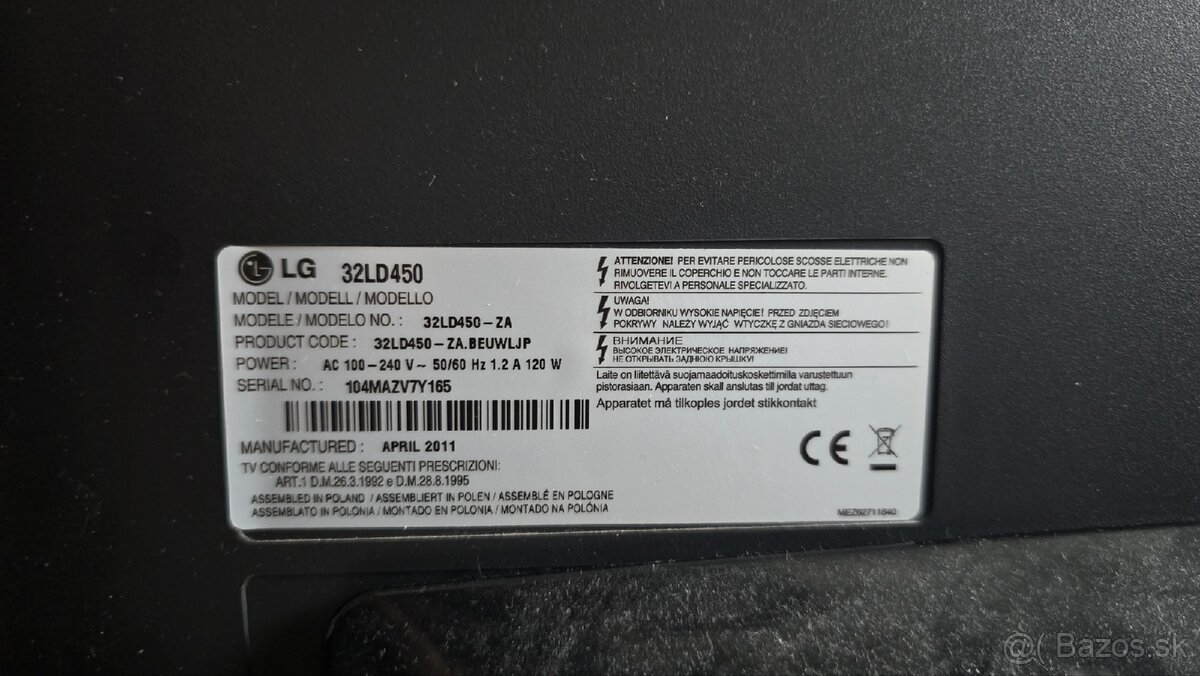 LG 32LD450
MODEL / MODELL / MODELLO
MODELE / MODELO NO. : 32LD450-ZA
PRODUCT CODE : 32LD450-ZA.BEUWLJP
POWER : AC 100-240 V ~ 50/60 Hz 1.2 A 120 W
SERIAL NO. : 104MAZV7Y165
MANUFACTURED : APRIL 2011
TV CONFORME ALLE SEGUENTI PRESCRIZIONI:
ART.1 D.M.26.3.1992 e D.M.28.8.1995
ASSEMBLED IN POLAND / ASSEMBLIERT IN POLEN / ASSEMBLÉ EN POLOGNE
ASSEMBLATO IN POLONIA / MONTADO EN POLONIA / MONTADO NA POLÓNIA
ATTENZIONE! PER EVITARE PERICOLOSE SCOSSE ELETTRICHE NON
RIMUOVERE IL COPERCHIO E NON TOCCARE LE PARTI INTERNE.
RIVOLGETEVI A PERSONALE SPECIALIZZATO.
UWAGA!
W ODBIORNIKU WYSOKIE NAPIĘCIE! PRZED ZDJĘCIEM
POKRYWY NALEŻY WYJĄĆ WTYCZKĘ Z GNIAZDA SIECIOWEGO!
ВНИМАНИЕ
ВЫСОКОЕ ЭЛЕКТРИЧЕСКОЕ НАПРЯЖЕНИЕ!
НЕ ОТКРЫВАТЬ ЗАДНЮЮ КРЫШКУ!
Laite on liitettävä suojamaadoituskoskettimilla varustettuun
pistorasiaan. Apparaten skall anslutas till jordat uttag.
Apparatet må tilkoples jordet stikkontakt
CE
MEZ62711840
@( Bazos.sk